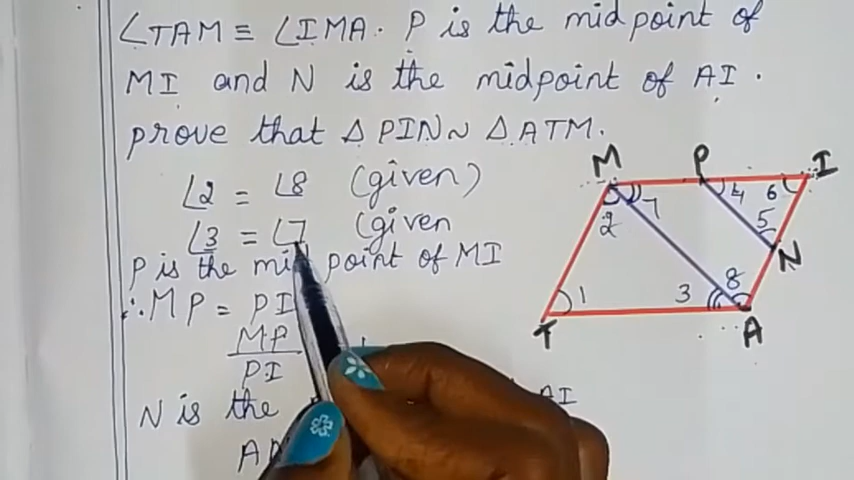 ∠TAM ≡ ∠IMA. P is the midpoint of
MI and N is the midpoint of AI.
prove that △ PIN ~ △ ATM.
∠2 = ∠8 (given)
∠3 = ∠7 (given
P is the midpoint of MI
∴ MP = PI
MP
PI
N is the
AI
M P I
2 7 4 6
5
N
1 3 8
T A